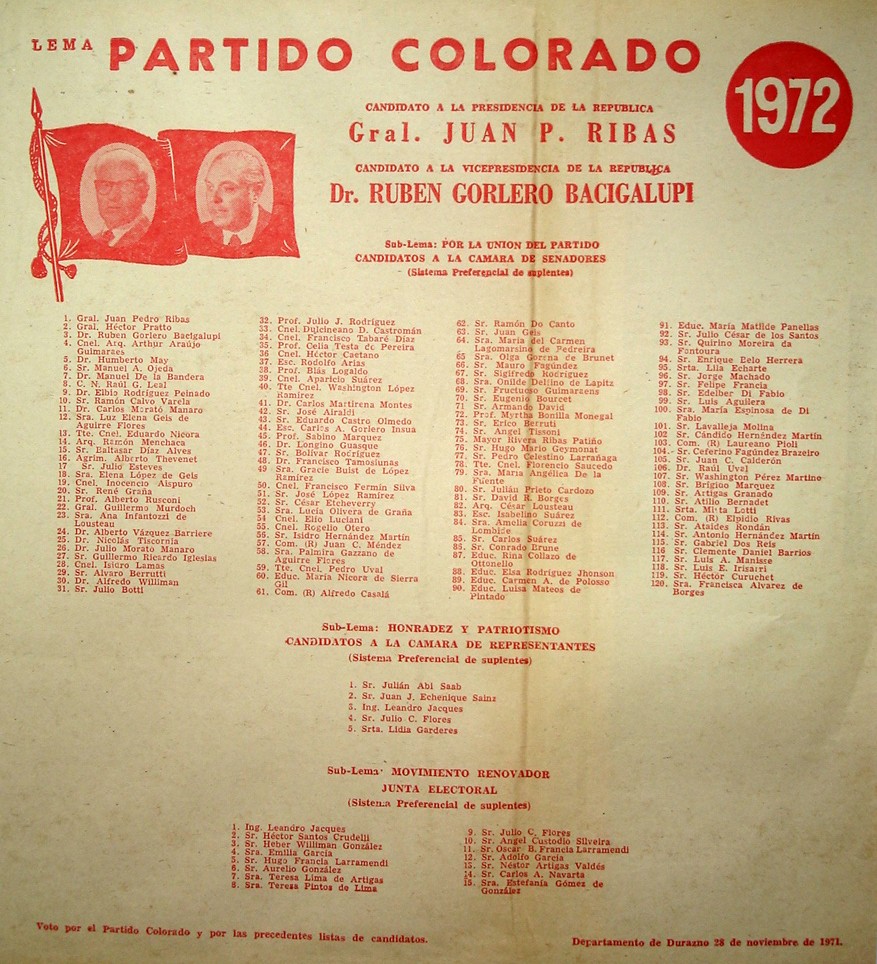 LEMA PARTIDO COLORADO
1972
CANDIDATO A LA PRESIDENCIA DE LA REPUBLICA
Gral. JUAN P. RIBAS
CANDIDATO A LA VICEPRESIDENCIA DE LA REPUBLICA
Dr. RUBEN GORLERO BACIGALUPI
Sub-Lema: POR LA UNION DEL PARTIDO
CANDIDATOS A LA CAMARA DE SENADORES
(Sistema Preferencial de suplentes)
1. Gral. Juan Pedro Ribas
2. Gral. Héctor Pratto
3. Dr. Ruben Gorlero Bacigalupi
4. Cnel. Arq. Arthur Araújo
Guimaraes
5. Dr. Humberto May
6. Sr. Manuel A. Ojeda
7. Dr. Manuel De la Bandera
8. C. N. Raúl G. Leal
9. Dr. Eibio Rodríguez Peinado
10. Sr. Ramón Calvo Varela
11. Dr. Carlos Morató Manaro
12. Sra. Luz Elena Geis de
Aguirre Flores
13. Tte. Cnel. Eduardo Nicora
14. Sr. Ramón Menchaca
15. Sr. Baltasar Díaz Alves
16. Agrim. Alberto Thevenet
17 Sr. Julio Esteves
18. Sra. Elena López de Geis
19. Cnel. Inocencio Alspuro
20. Sr. René Graña
21. Prof. Alberto Rusconi
22. Gral. Guillermo Murdoch
23. Sra. Ana Infantozzi de
Lousteau
24. Dr. Alberto Vázquez Barriere
25. Dr. Nicolás Tiscornia
26. Dr. Julio Morato Manaro
27. Sr. Guillermo Ricardo Iglesias
28. Cnel. Isidro Lamas
29. Sr. Alvaro Berrutti
30. Dr. Alfredo Williman
31. Sr. Julio Botti
32. Prof. Julio J. Rodríguez
33. Cnel. Dulcineano D. Castromán
34. Cnel. Francisco Tabaré Díaz
35. Prof. Celia Testa de Pereira
36 Cnel. Héctor Caetano
37. Esc. Rodolfo Arias
38. Prof. Blás Logaldo
39. Cnel. Aparicio Suárez
40. Tte Cnel. Washington López
Ramírez
41. Dr. Carlos Martirena Montes
42. Sr. José Airaldi
43. Sr. Eduardo Castro Olmedo
44. Esc. Carlos A. Gorlero Insua
45. Prof. Sabino Marquez
46. Dr. Longino Guasque
47. Sr. Bolívar Rodríguez
48. Dr. Francisco Tamosiunas
49. Sra. Gracie Buist de López
Ramírez
50. Cnel. Francisco Fermín Silva
51. Sr. José López Ramírez
52. Sr. César Etcheverry
53. Sra. Lucía Olivera de Graña
54. Cnel. Elio Luciani
55. Cnel. Rogelio Otero
56. Sr. Isidro Hernández Martín
57. Com. (R) Juan C. Méndez
58. Sra. Palmira Gazzano de
Aguirre Flores
59. Tte. Cnel. Pedro Uval
60. Educ. María Nicora de Sierra
Gil
61. Com. (R) Alfredo Casalá
62. Sr. Ramón Do Canto
63. Sr. Juan Geis
64. Sra. María del Carmen
Lagomarsino de Pedreira
65. Sra. Olga Gorena de Brunet
66. Sr. Mauro Fagúndez
67. Sr. Sigifredo Rodríguez
68. Sra. Onilde Delfino de Lapitz
69. Sr. Fructuoso Guimaraens
70. Sr. Eugenio Bourcet
71. Sr. Armando David
72. Prof. Myrtha Bonilla Monegal
73. Sr. Erico Berruti
74. Sr. Angel Tissoni
75. Mayor Rivera Ribas Patiño
76. Sr. Hugo Mario Geymonat
77. Sr. Pedro Celestino Larrañaga
78. Tte. Cnel. Florencio Saucedo
79. Sra. María Angélica De la
Fuente
80. Sr. Julián Prieto Cardozo
81. Sr. David R. Borges
82. Arq. César Lousteau
83. Esc. Isabelino Suárez
84. Sra. Amelia Coruzzi de
Lombide
85. Sr. Carlos Suárez
86. Sr. Conrado Brune
87. Educ. Rina Collazo de
Ottonello
88. Educ. Elsa Rodríguez Jhonson
89. Educ. Carmen A. de Polosso
90. Educ. Luisa Mateos de
Pintado
91. Educ. María Matilde Panellas
92. Sr. Julio César de los Santos
93. Sr. Quirino Moreira da
Fontoura
94. Sr. Enrique Lelo Herrera
95. Srta. Lila Echarte
96. Sr. Jorge Machado
97. Sr. Felipe Francia
98. Sr. Edelber Di Fabio
99. Sr. Luis Aguilera
100. Sra. María Espinosa de Di
Fabio
101. Sr. Lavalleja Molina
102 Sr. Cándido Hernández Martín
103. Com. (R) Laureano Pioli
104. Sr. Ceferino Fagúndez Brazeiro
105. Sr. Juan C. Calderón
106. Dr. Raúl Uval
107. Sr. Washington Pérez Martino
108. Sr. Brígido Marquez
109. Sr. Artigas Granado
110. Sr. Atilio Bernadet
111. Srta. Mirta Lotti
112. Com. (R) Elpidio Rivas
113. Sr. Ataides Rondán
114. Sr. Antonio Hernández Martín
115. Sr. Gabriel Dos Reis
116 Sr. Clemente Daniel Barrios
117. Sr. Luis A. Manisse
118. Sr. Luis E. Irisarri
119. Sr. Héctor Curuchet
120. Sra. Francisca Alvarez de
Borges
Sub-Lema: HONRADEZ Y PATRIOTISMO
CANDIDATOS A LA CAMARA DE REPRESENTANTES
(Sistema Preferencial de suplentes)
1. Sr. Julián Abi Saab
2. Sr. Juan J. Echenique Sainz
3. Ing. Leandro Jacques
4. Sr. Julio C. Flores
5. Srta. Lidia Garderes
Sub-Lema: MOVIMIENTO RENOVADOR
JUNTA ELECTORAL
(Sistema Preferencial de suplentes)
1. Ing. Leandro Jacques
2. Sr. Héctor Santos Crudelli
3. Sr. Heber Williman González
4. Sra. Emilia García
5. Sr. Hugo Francia Larramendi
6. Sr. Aurelio González
7. Sra. Teresa Lima de Artigas
8. Sra. Teresa Pintos de Lima
9. Sr. Julio C. Flores
10. Sr. Angel Custodio Silveira
11. Sr. Oscar B. Francia Larramendi
12. Sr. Adolfo García
13. Sr. Néstor Artigas Valdés
14. Sr. Carlos A. Navarta
15. Sra. Estefanía Gómez de
González
Voto por el Partido Colorado y por las precedentes listas de candidatos.
Departamento de Durazno 28 de noviembre de 1971.